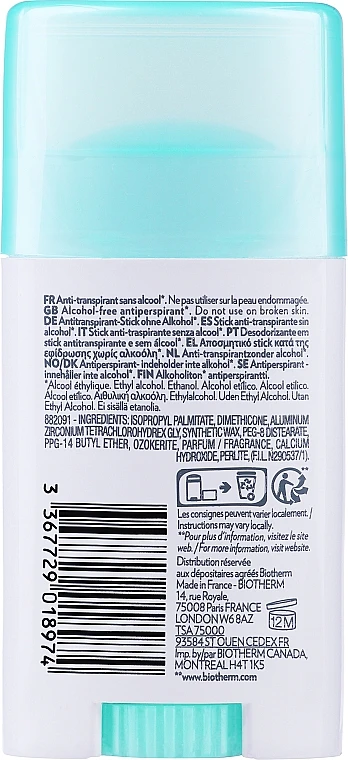 FR Anti-transpirant sans alcool*. Ne pas utiliser sur la peau endommagée.
GB Alcohol-free antiperspirant*. Do not use on broken skin.
DE Antitranspirant-Stick ohne Alkohol*. ES Stick anti-transpirante sin
alcohol*. IT Stick anti-traspirante senza alcol*. PT Desodorizante em
stick antitranspirante e sem álcool*. EL Αποσμητικό stick κατά της
εφίδρωσης χωρίς αλκοόλη*. NL Anti-transpirantzonder alcohol*.
NO/DK Antiperspirant- Indeholder inte alkohol*. SE Antiperspirant -
innehåller inte alkohol*. FIN Alkoholiton* antiperspirantti.
*Alcool éthylique. Ethyl alcohol. Ethanol. Alcohol etílico. Alcool etilico.
Álcool etílico. Αιθυλική αλκοόλη. Ethylalcohol. Uden Ethyl Alkohol. Utan
Ethyl Alkohol. Ei sisällä etanolia.
882091 - INGREDIENTS: ISOPROPYL PALMITATE, DIMETHICONE, ALUMINUM
ZIRCONIUM TETRACHLOROHYDREX GLY, SYNTHETIC WAX, PEG-8 DISTEARATE,
PPG-14 BUTYL ETHER, OZOKERITE, PARFUM / FRAGRANCE, CALCIUM
HYDROXIDE, PERLITE, (F.I.L. N290537/1).
Les consignes peuvent varier localement. /
Instructions may vary locally.
**Pour plus d'information, visitez le site
web. / For more information, visit website.
Distribution réservée
aux dépositaires agréés Biotherm
Made in France - BIOTHERM
14, rue Royale,
75008 Paris FRANCE
LONDON W6 8AZ
TSA 75000
93584 ST OUEN CEDEX FR
Imp. by/par BIOTHERM CANADA,
MONTREAL H4T 1K5
**www.biotherm.com
12M
3 367729 018974